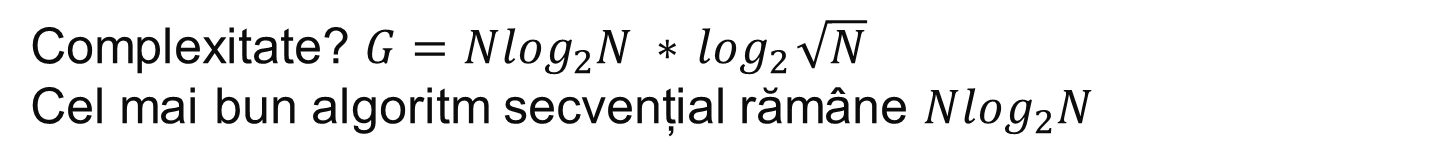 Complexitate? G = Nlog₂N * log₂√N
Cel mai bun algoritm secvențial rămâne Nlog₂N